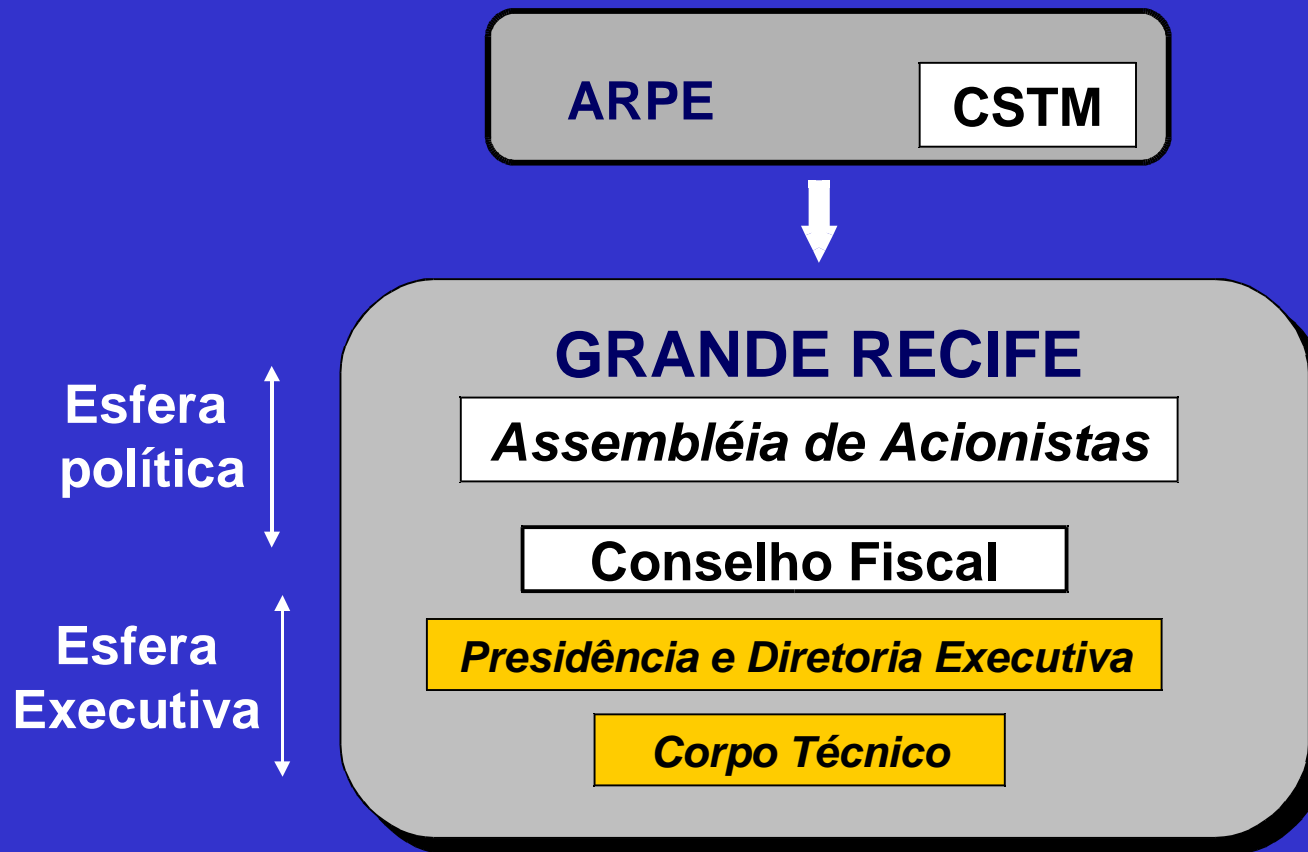 ARPE
CSTM
GRANDE RECIFE
Esfera
política
Assembléia de Acionistas
Conselho Fiscal
Esfera
Executiva
Presidência e Diretoria Executiva
Corpo Técnico